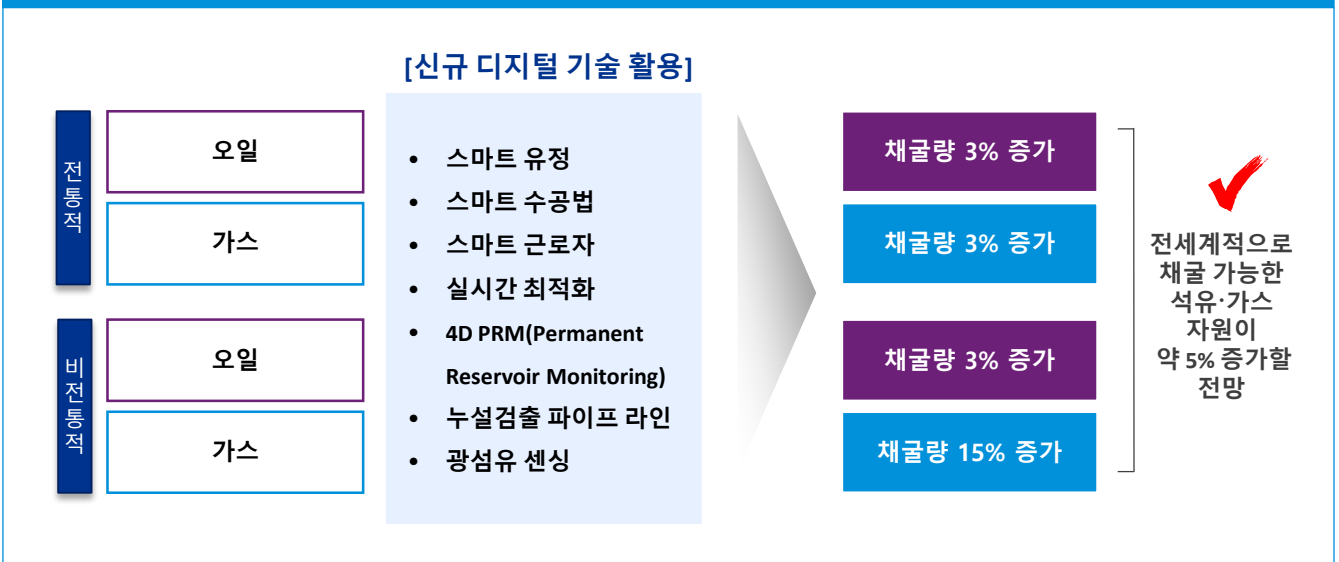 [신규 디지털 기술 활용]
전통적
오일
가스
비전통적
오일
가스
• 스마트 유정
• 스마트 수공법
• 스마트 근로자
• 실시간 최적화
• 4D PRM(Permanent
Reservoir Monitoring)
• 누설검출 파이프 라인
• 광섬유 센싱
채굴량 3% 증가
채굴량 3% 증가
채굴량 3% 증가
채굴량 15% 증가
전세계적으로
채굴 가능한
석유·가스
자원이
약 5% 증가할
전망